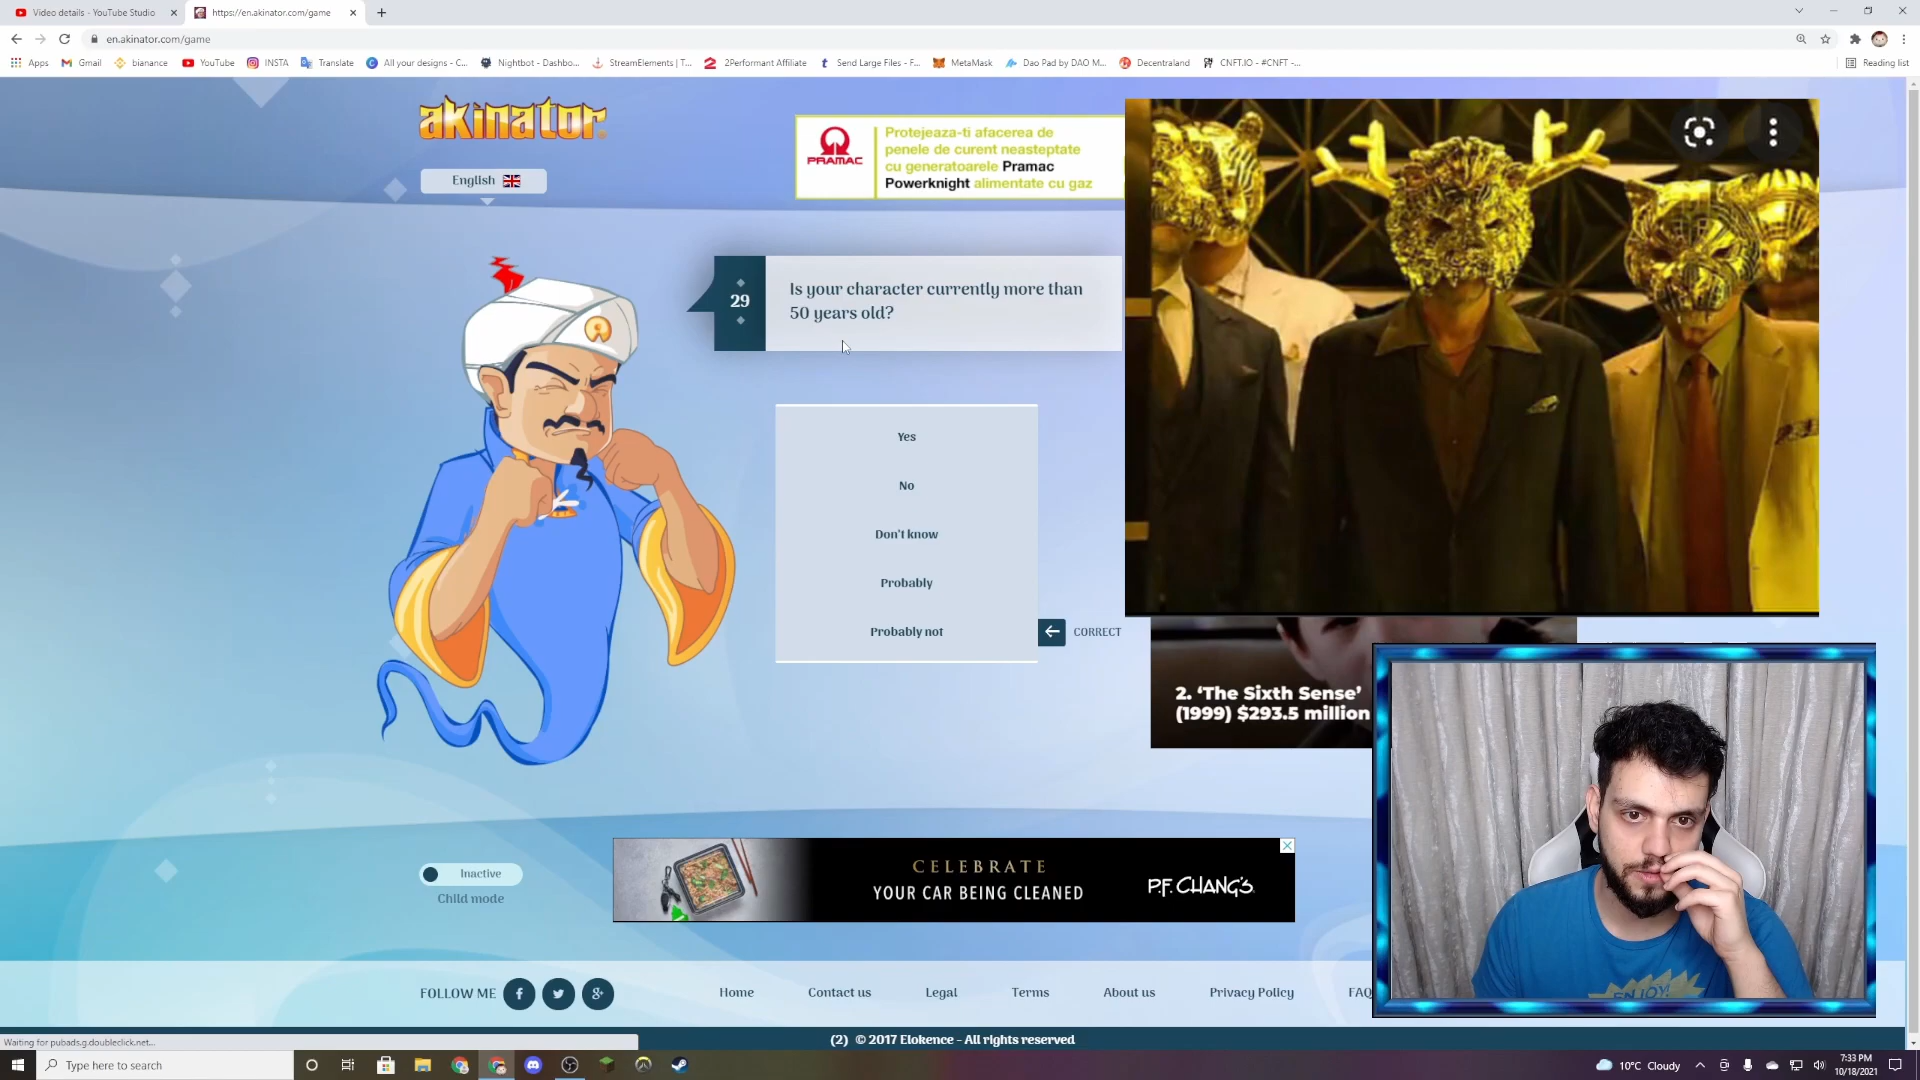 Video details - YouTube Studio
https://en.akinator.com/game
en.akinator.com/game
Apps
Gmail
bianance
YouTube
INSTA
Translate
All your designs - C...
Nightbot - Dashbo...
StreamElements | T...
2Performant Affiliate
Send Large Files - F...
MetaMask
Dao Pad by DAO M...
Decentraland
CNFT.IO - #CNFT -...
Reading list
akinator
English
PRAMAC
Protejeaza-ti afacerea de
penele de curent neasteptate
cu generatoarele Pramac
Powerknight alimentate cu gaz
29
Is your character currently more than
50 years old?
Yes
No
Don't know
Probably
Probably not
CORRECT
2. 'The Sixth Sense'
(1999) $293.5 million
Inactive
Child mode
CELEBRATE
YOUR CAR BEING CLEANED
P.F. CHANG'S
ENJOY!
FOLLOW ME
Home
Contact us
Legal
Terms
About us
Privacy Policy
FAQ
Waiting for pubads.g.doubleclick.net...
(2) © 2017 Elokence - All rights reserved
Type here to search
10°C Cloudy
7:33 PM
10/18/2021